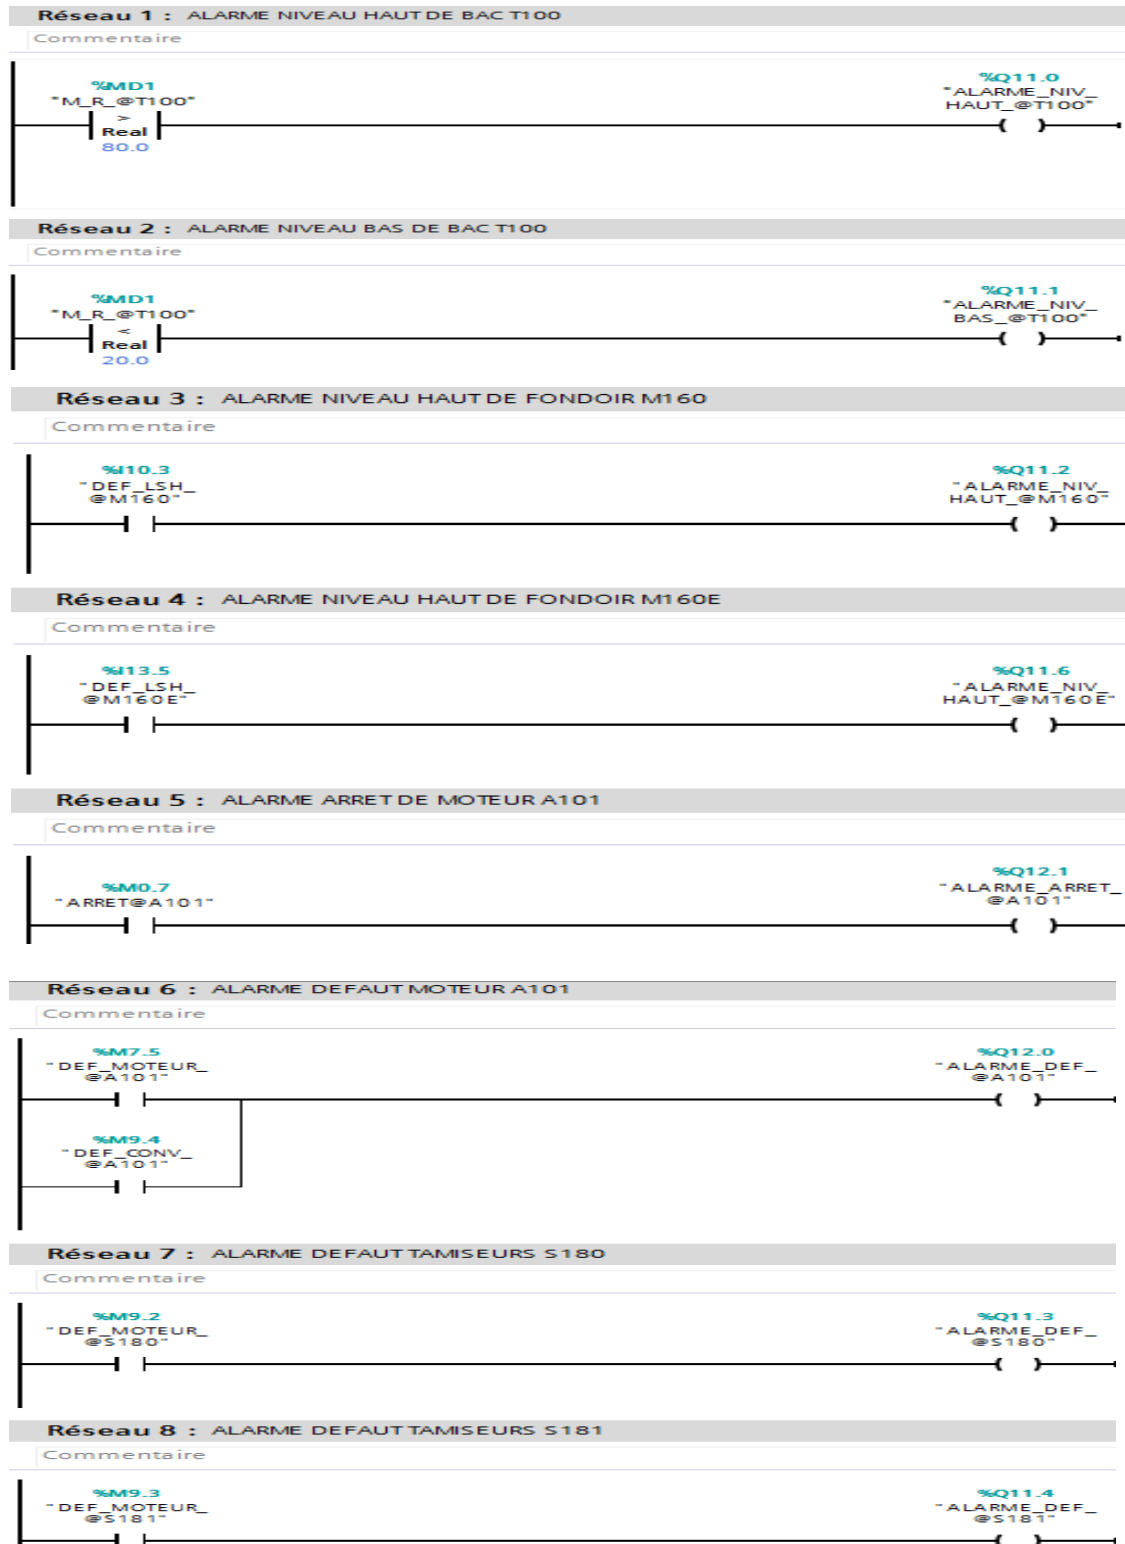 Réseau 1 : ALARME NIVEAU HAUT DE BAC T100
Commentaire
%MD1
"M_R_@T100"
>
Real
80.0
%Q11.0
"ALARME_NIV_
HAUT_@T100"
Réseau 2 : ALARME NIVEAU BAS DE BAC T100
Commentaire
%MD1
"M_R_@T100"
<
Real
20.0
%Q11.1
"ALARME_NIV_
BAS_@T100"
Réseau 3 : ALARME NIVEAU HAUT DE FONDOIR M160
Commentaire
%I10.3
"DEF_LSH_
@M160"
%Q11.2
"ALARME_NIV_
HAUT_@M160"
Réseau 4 : ALARME NIVEAU HAUT DE FONDOIR M160E
Commentaire
%I13.5
"DEF_LSH_
@M160E"
%Q11.6
"ALARME_NIV_
HAUT_@M160E"
Réseau 5 : ALARME ARRET DE MOTEUR A101
Commentaire
%M0.7
"ARRET@A101"
%Q12.1
"ALARME_ARRET_
@A101"
Réseau 6 : ALARME DEFAUT MOTEUR A101
Commentaire
%M7.5
"DEF_MOTEUR_
@A101"
%Q12.0
"ALARME_DEF_
@A101"
%M9.4
"DEF_CONV_
@A101"
Réseau 7 : ALARME DEFAUT TAMISEURS S180
Commentaire
%M9.2
"DEF_MOTEUR_
@S180"
%Q11.3
"ALARME_DEF_
@S180"
Réseau 8 : ALARME DEFAUT TAMISEURS S181
Commentaire
%M9.3
"DEF_MOTEUR_
@S181"
%Q11.4
"ALARME_DEF_
@S181"